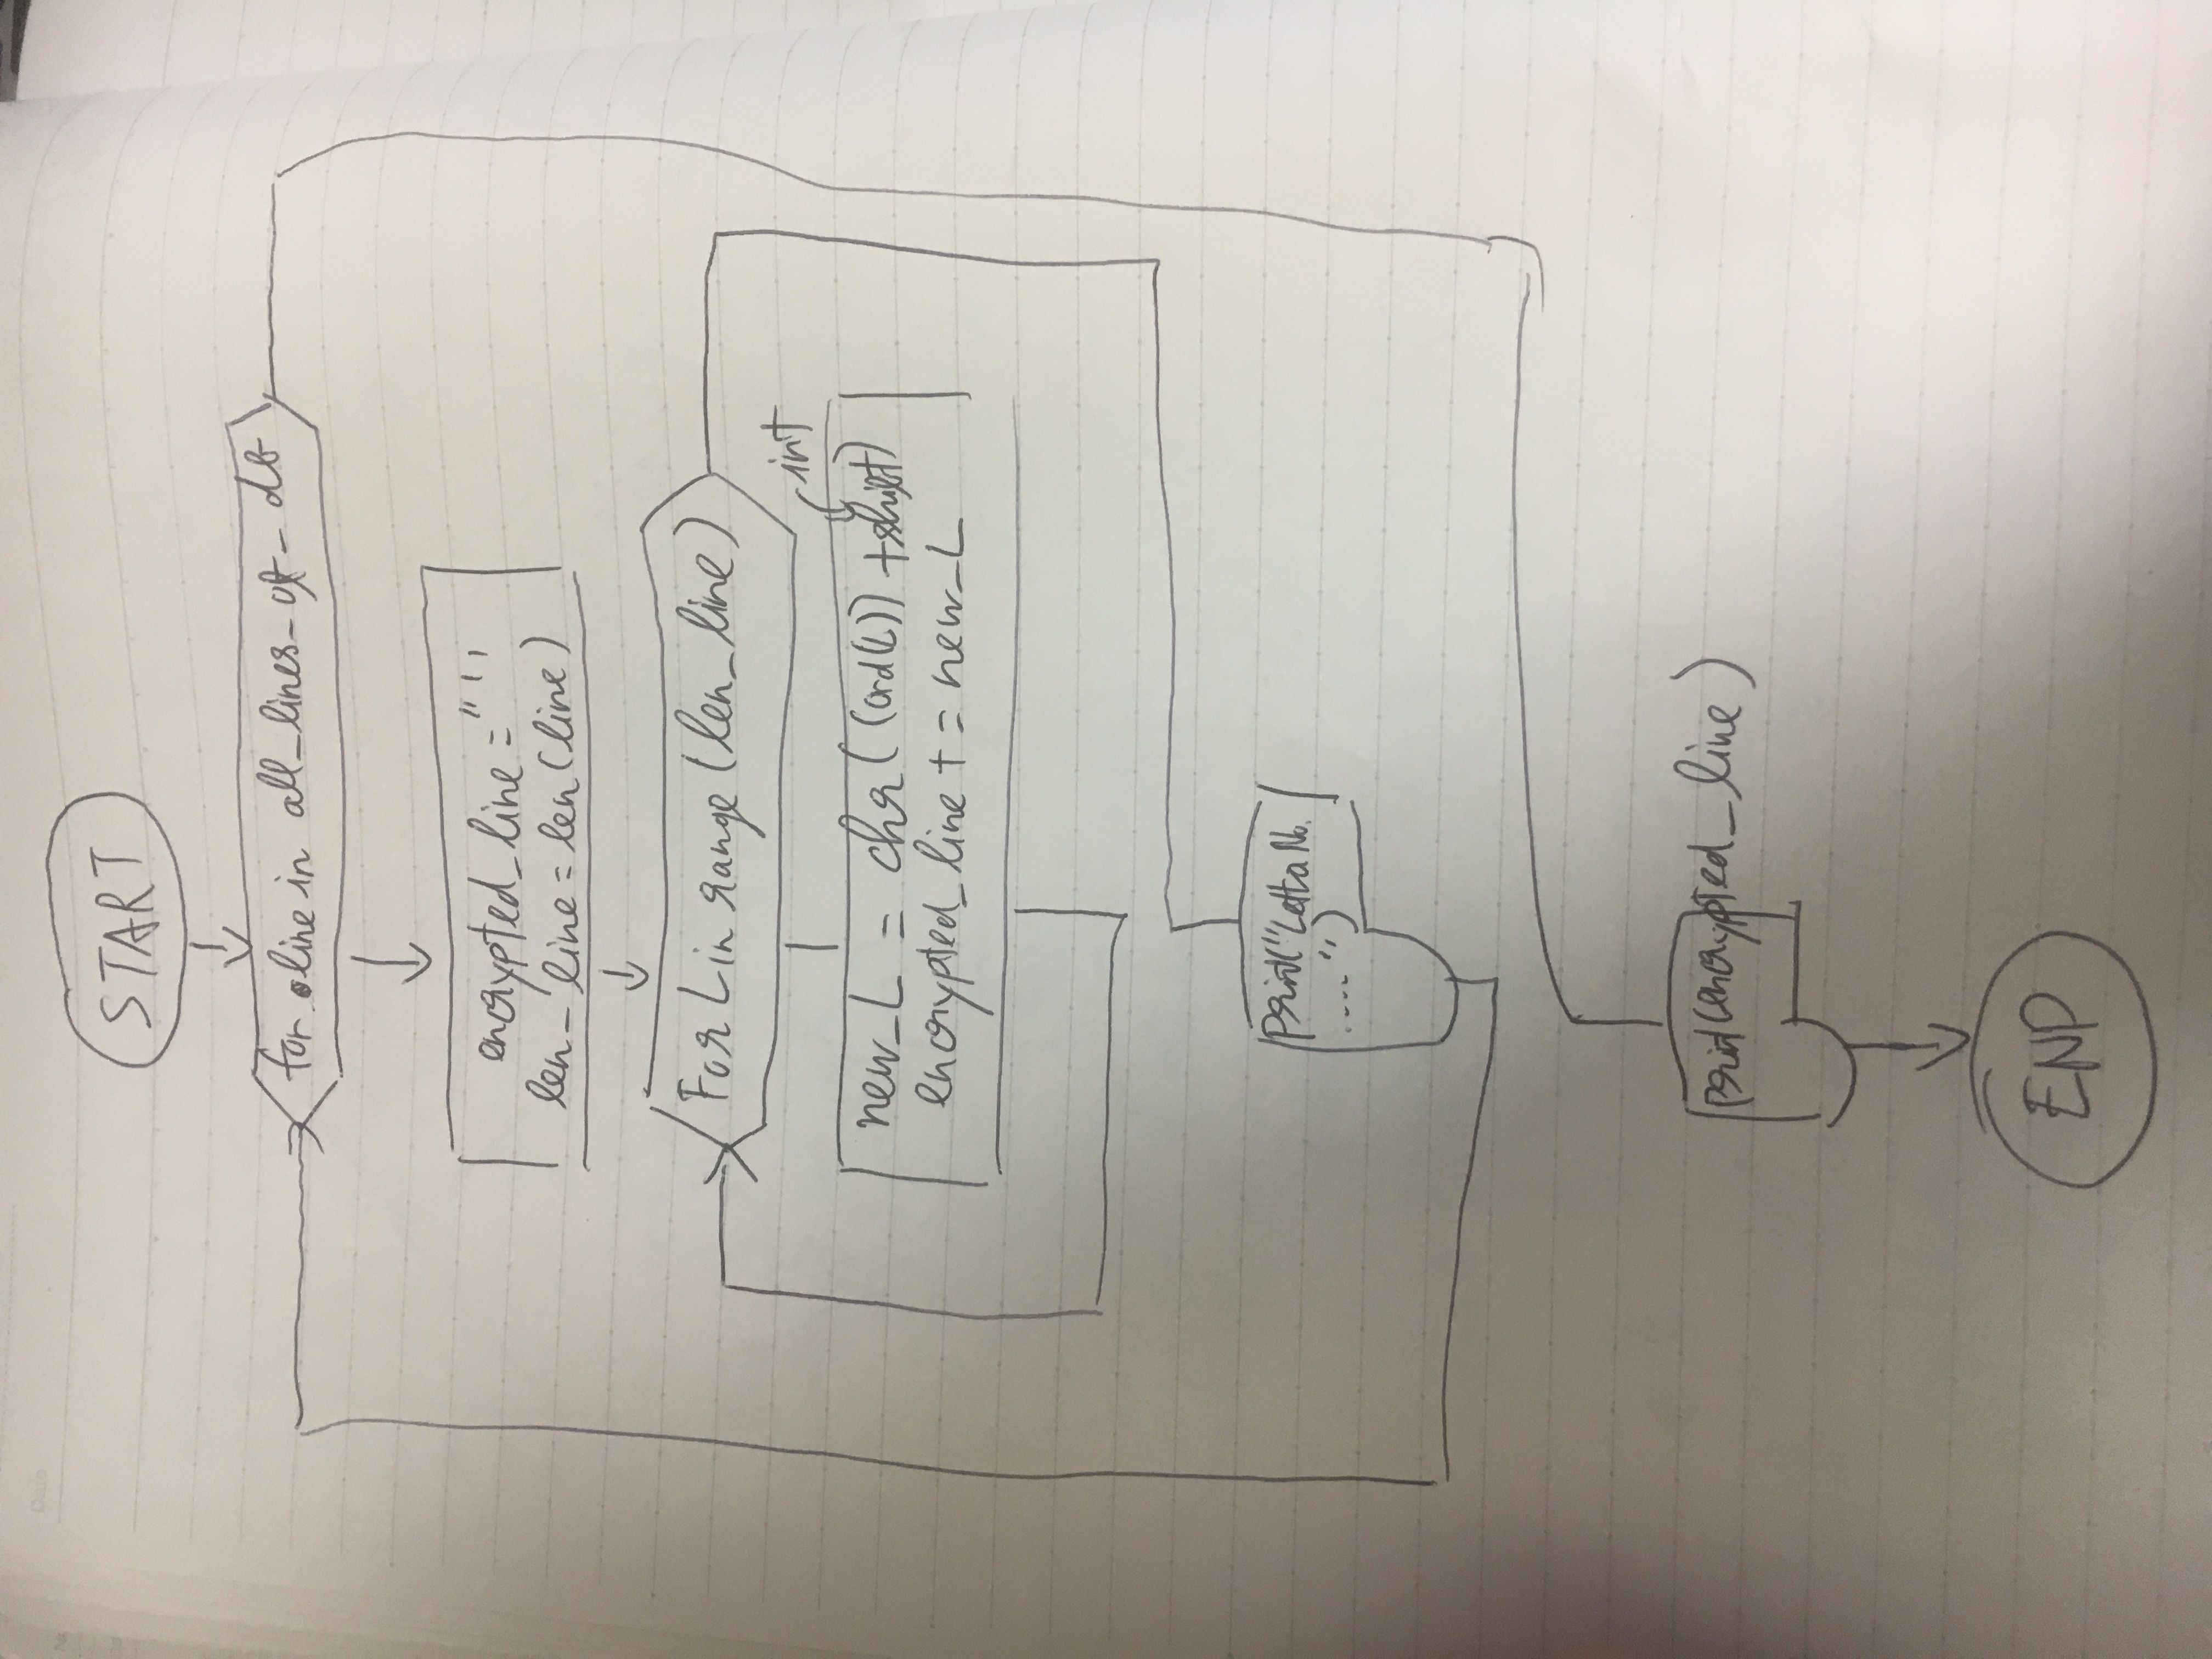 Date
START
for line in all_lines_of_db
encrypted_line = ""
len_line = len(line)
For L in range (len_line)
int
new_L = chr((ord(L)) + shift)
encrypted_line += new_L
print("Letta No.
....")
print(encrypted_line)
END